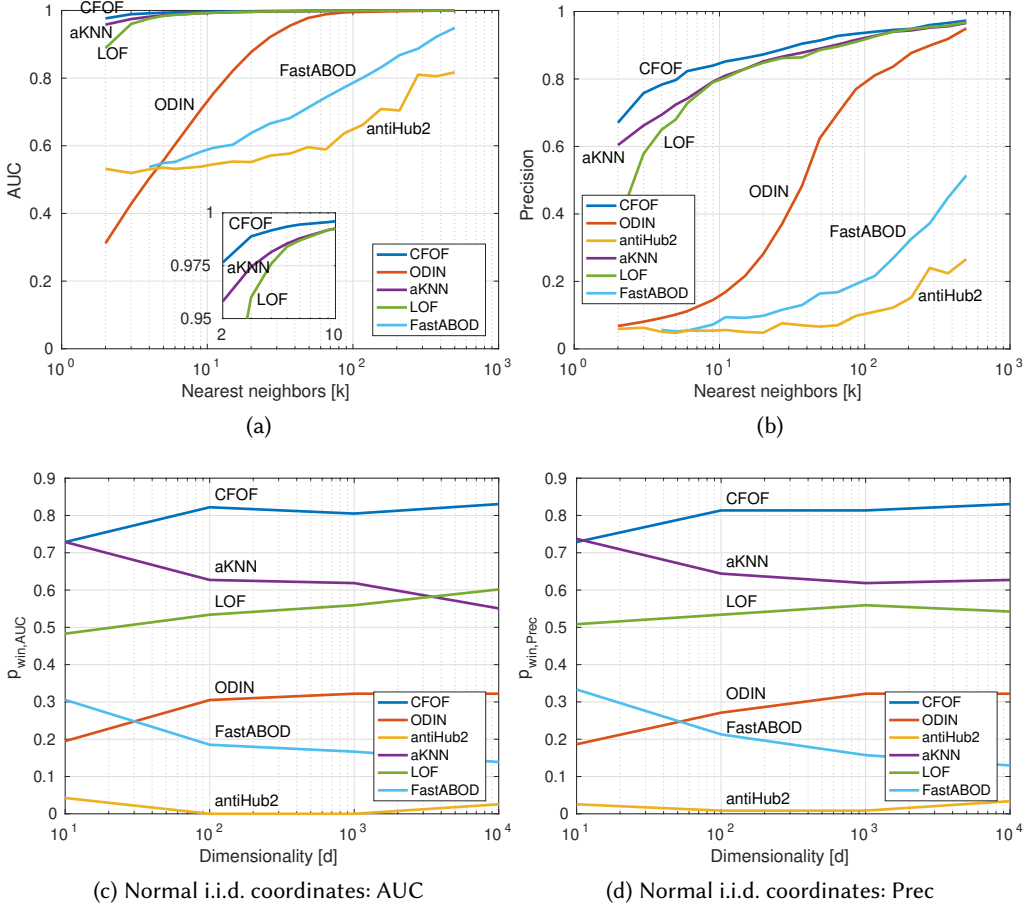 1
0.8
0.6
0.4
0.2
0
AUC
CFOF
aKNN
LOF
ODIN
FastABOD
antiHub2
1
0.975
0.95
2
10
CFOF
aKNN
LOF
CFOF
ODIN
antiHub2
aKNN
LOF
FastABOD
10^0
10^1
10^2
10^3
Nearest neighbors [k]
(a)
1
0.8
0.6
0.4
0.2
0
Precision
CFOF
aKNN
LOF
ODIN
FastABOD
antiHub2
CFOF
ODIN
antiHub2
aKNN
LOF
FastABOD
10^0
10^1
10^2
10^3
Nearest neighbors [k]
(b)
0.9
0.8
0.7
0.6
0.5
0.4
0.3
0.2
0.1
0
p_win,AUC
CFOF
aKNN
LOF
ODIN
FastABOD
antiHub2
CFOF
ODIN
antiHub2
aKNN
LOF
FastABOD
10^1
10^2
10^3
10^4
Dimensionality [d]
(c) Normal i.i.d. coordinates: AUC
0.9
0.8
0.7
0.6
0.5
0.4
0.3
0.2
0.1
0
p_win,Prec
CFOF
aKNN
LOF
ODIN
FastABOD
antiHub2
CFOF
ODIN
antiHub2
aKNN
LOF
FastABOD
10^1
10^2
10^3
10^4
Dimensionality [d]
(d) Normal i.i.d. coordinates: Prec